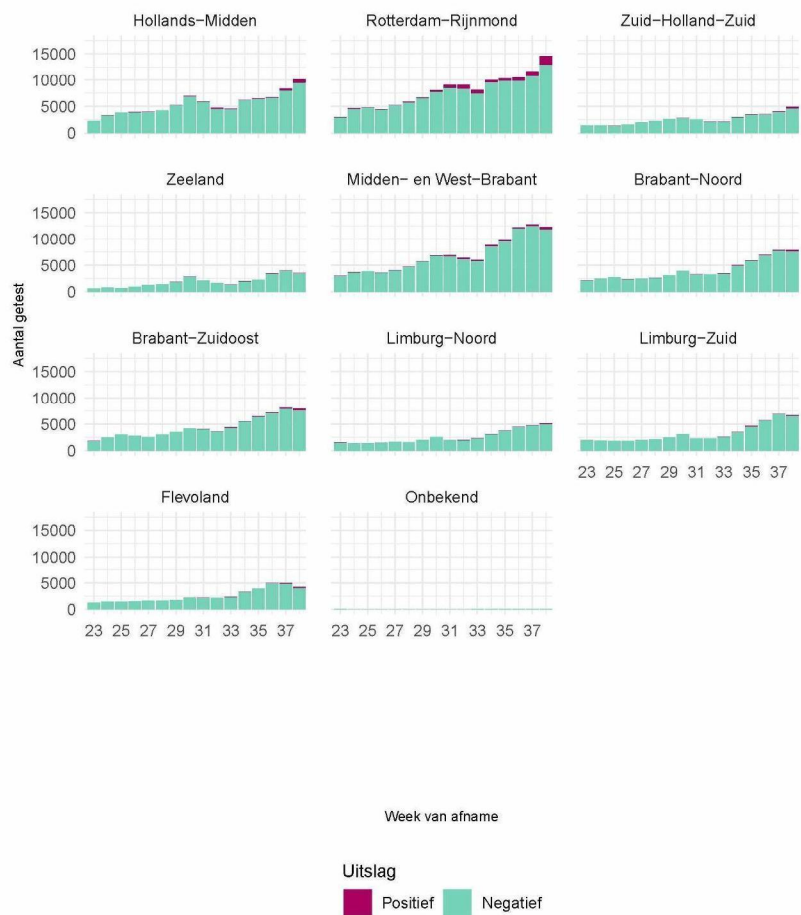 Hollands−Midden Rotterdam−Rijnmond Zuid−Holland−Zuid
15000
10000
5000
0
Zeeland Midden− en West−Brabant Brabant−Noord
15000
10000
5000
0
Brabant−Zuidoost Limburg−Noord Limburg−Zuid
15000
10000
5000
0
23 25 27 29 31 33 35 37
Flevoland Onbekend
15000
10000
5000
0
23 25 27 29 31 33 35 37 23 25 27 29 31 33 35 37
Aantal getest
Week van afname
Uitslag
Positief Negatief